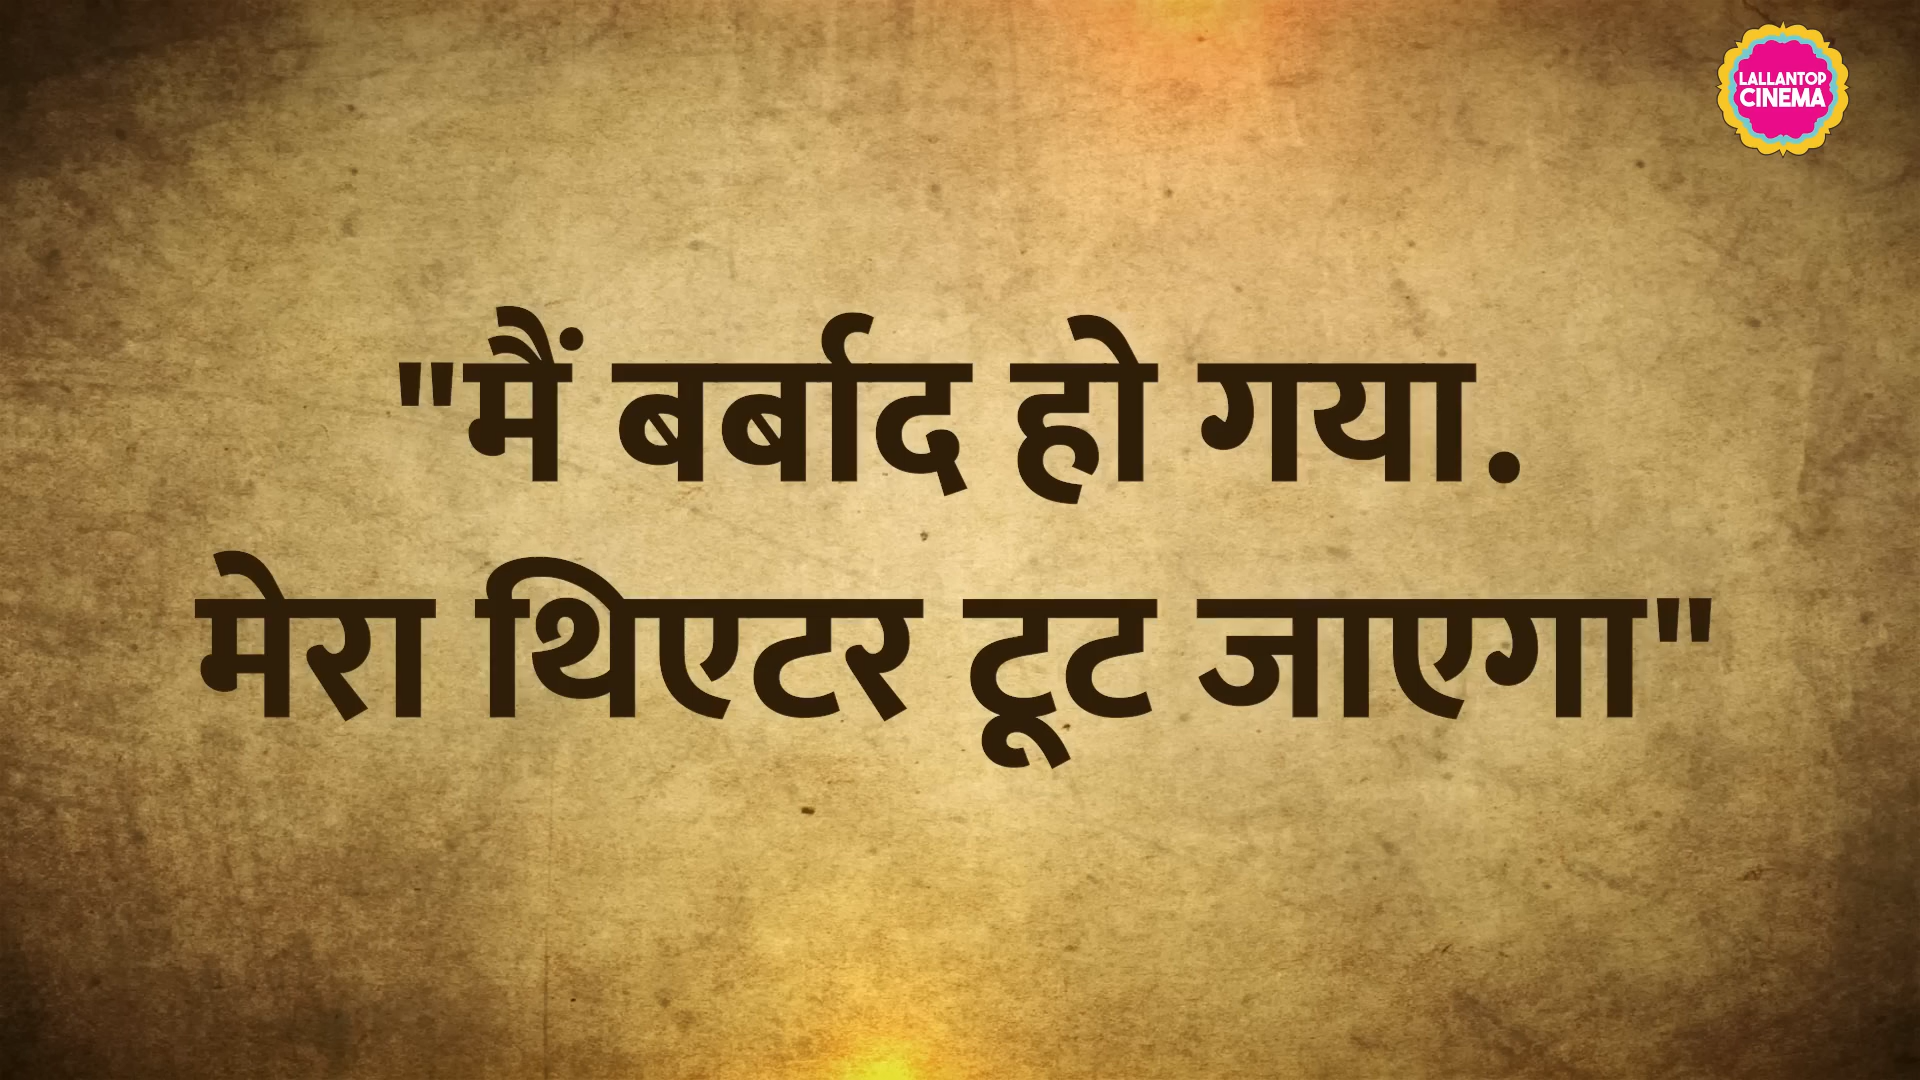 LALLANTOP
CINEMA
"मैं बर्बाद हो गया.
मेरा थिएटर टूट जाएगा"